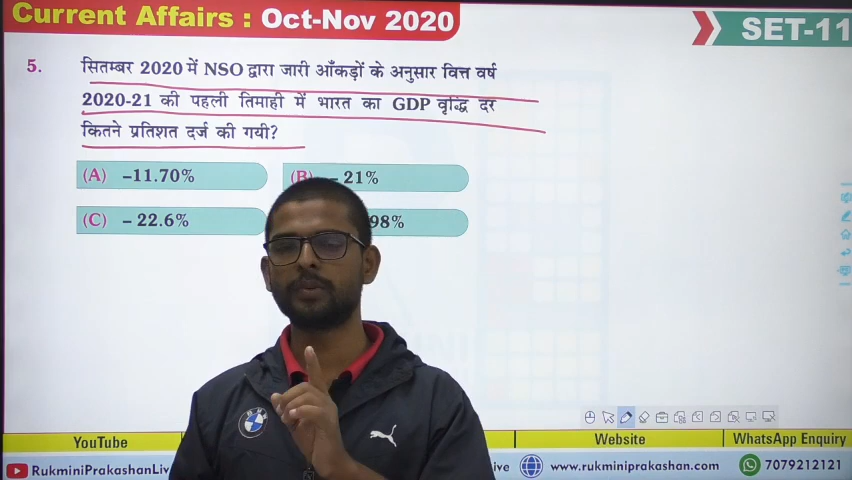 Current Affairs : Oct-Nov 2020
SET-11
5. सितम्बर 2020 में NSO द्वारा जारी आँकड़ों के अनुसार वित्त वर्ष
2020-21 की पहली तिमाही में भारत का GDP वृद्धि दर
कितने प्रतिशत दर्ज की गयी?
(A) –11.70%
(B) – 21%
(C) – 22.6%
98%
YouTube
Website
WhatsApp Enquiry
RukminiPrakashanLiv
ive
www.rukminiprakashan.com
7079212121